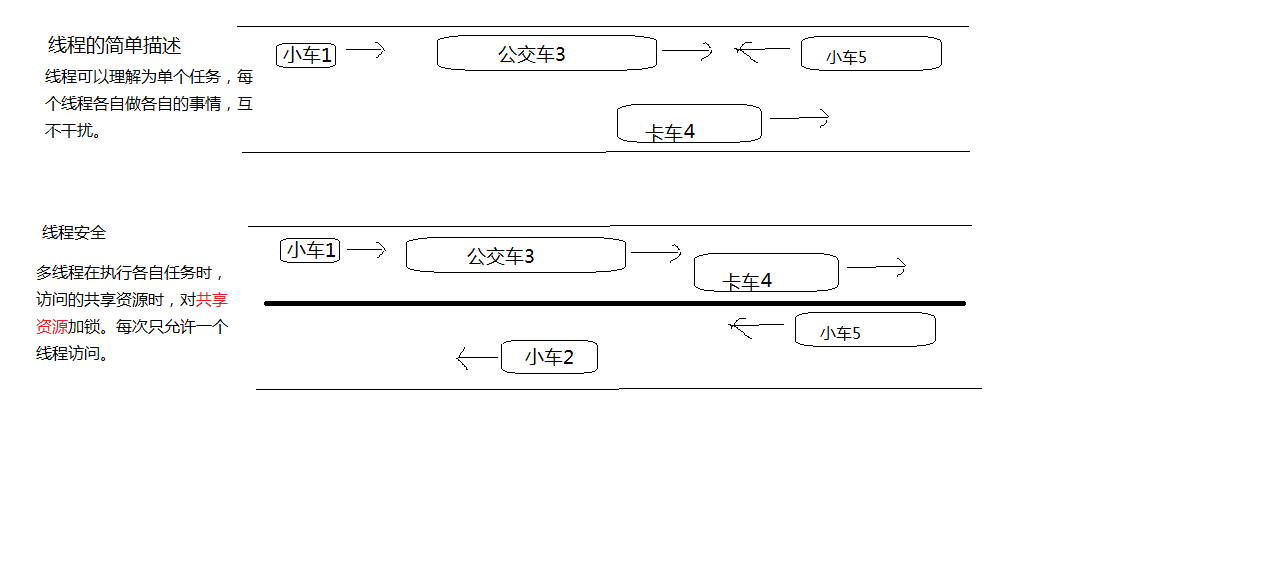 线程的简单描述
线程可以理解为单个任务，每
个线程各自做各自的事情，互
不干扰。
小车1
公交车3
小车5
卡车4
线程安全
多线程在执行各自任务时，
访问的共享资源时，对共享
资源加锁。每次只允许一个
线程访问。
小车1
公交车3
卡车4
小车5
小车2